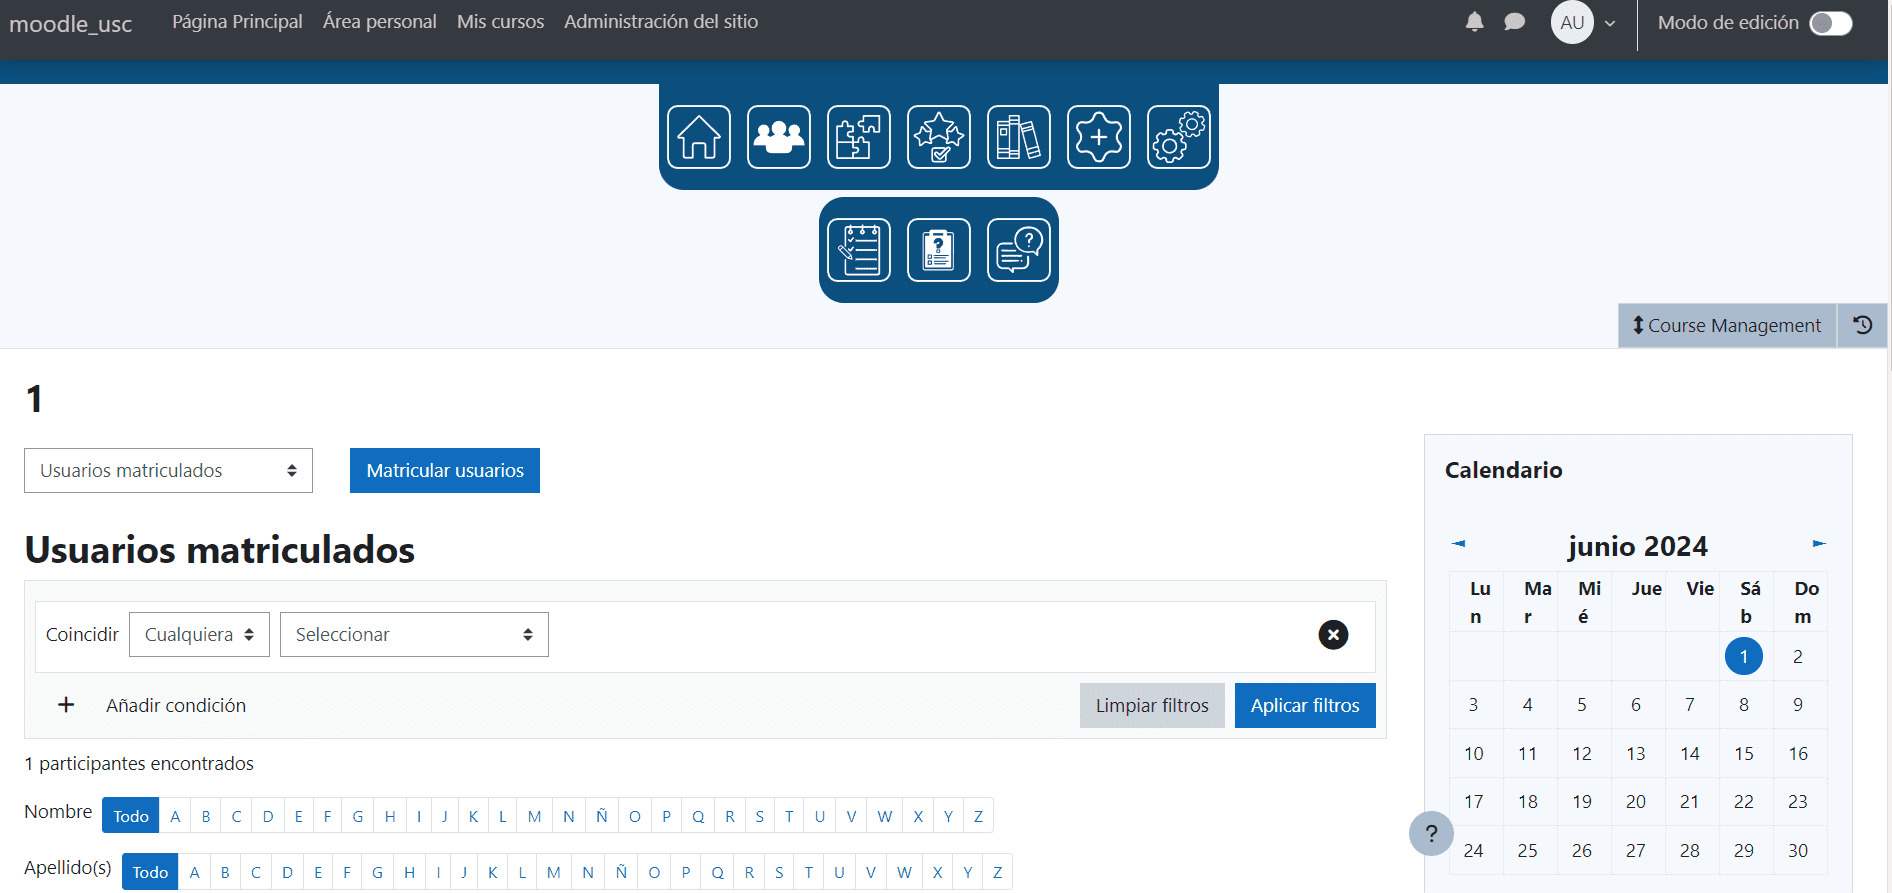 moodle_usc Página Principal Área personal Mis cursos Administración del sitio AU Modo de edición
?
?
Course Management
1
Usuarios matriculados Matricular usuarios
Calendario
Usuarios matriculados
junio 2024
Lun Mar Mié Jue Vie Sáb Dom
Coincidir Cualquiera Seleccionar
1 2
Añadir condición Limpiar filtros Aplicar filtros
3 4 5 6 7 8 9
1 participantes encontrados
10 11 12 13 14 15 16
Nombre Todo A B C D E F G H I J K L M N Ñ O P Q R S T U V W X Y Z
17 18 19 20 21 22 23
?
Apellido(s) Todo A B C D E F G H I J K L M N Ñ O P Q R S T U V W X Y Z
24 25 26 27 28 29 30